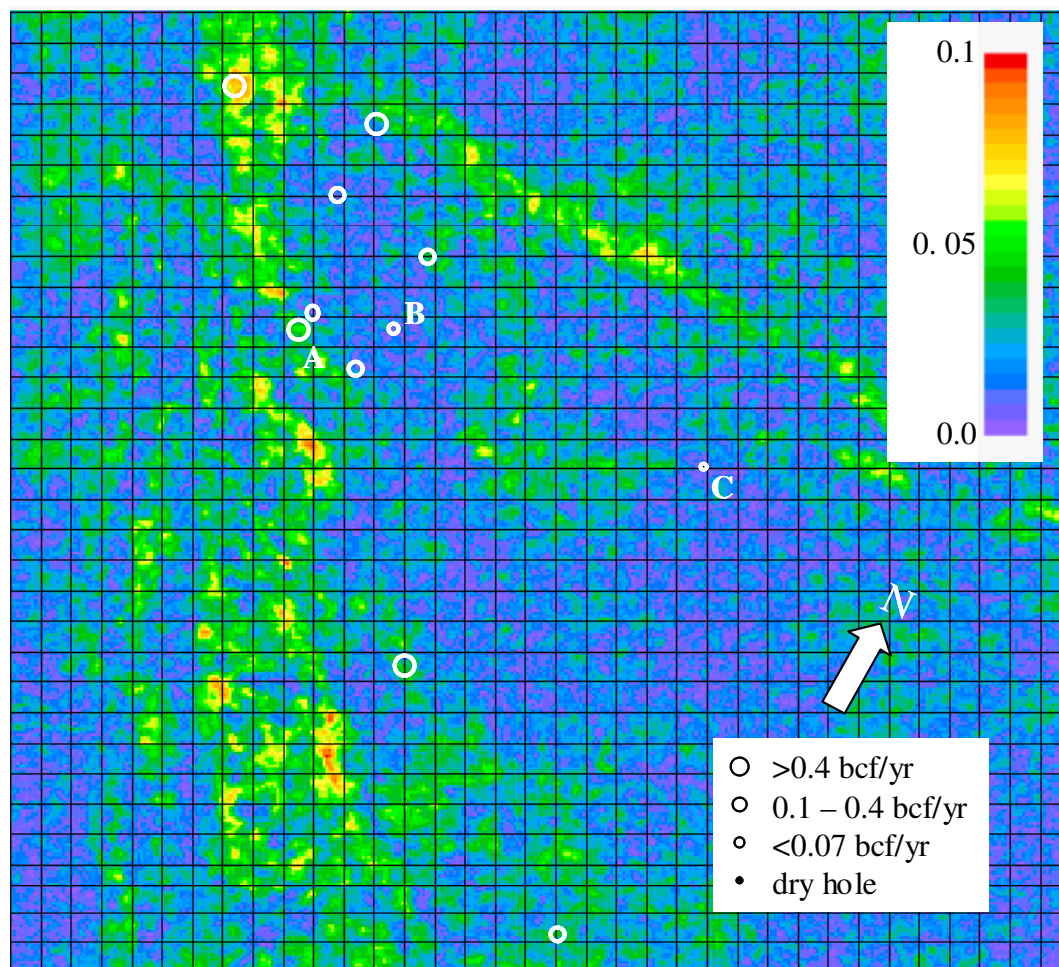 0.1
0. 05
0.0
B
A
C
N
>0.4 bcf/yr
0.1 – 0.4 bcf/yr
<0.07 bcf/yr
dry hole